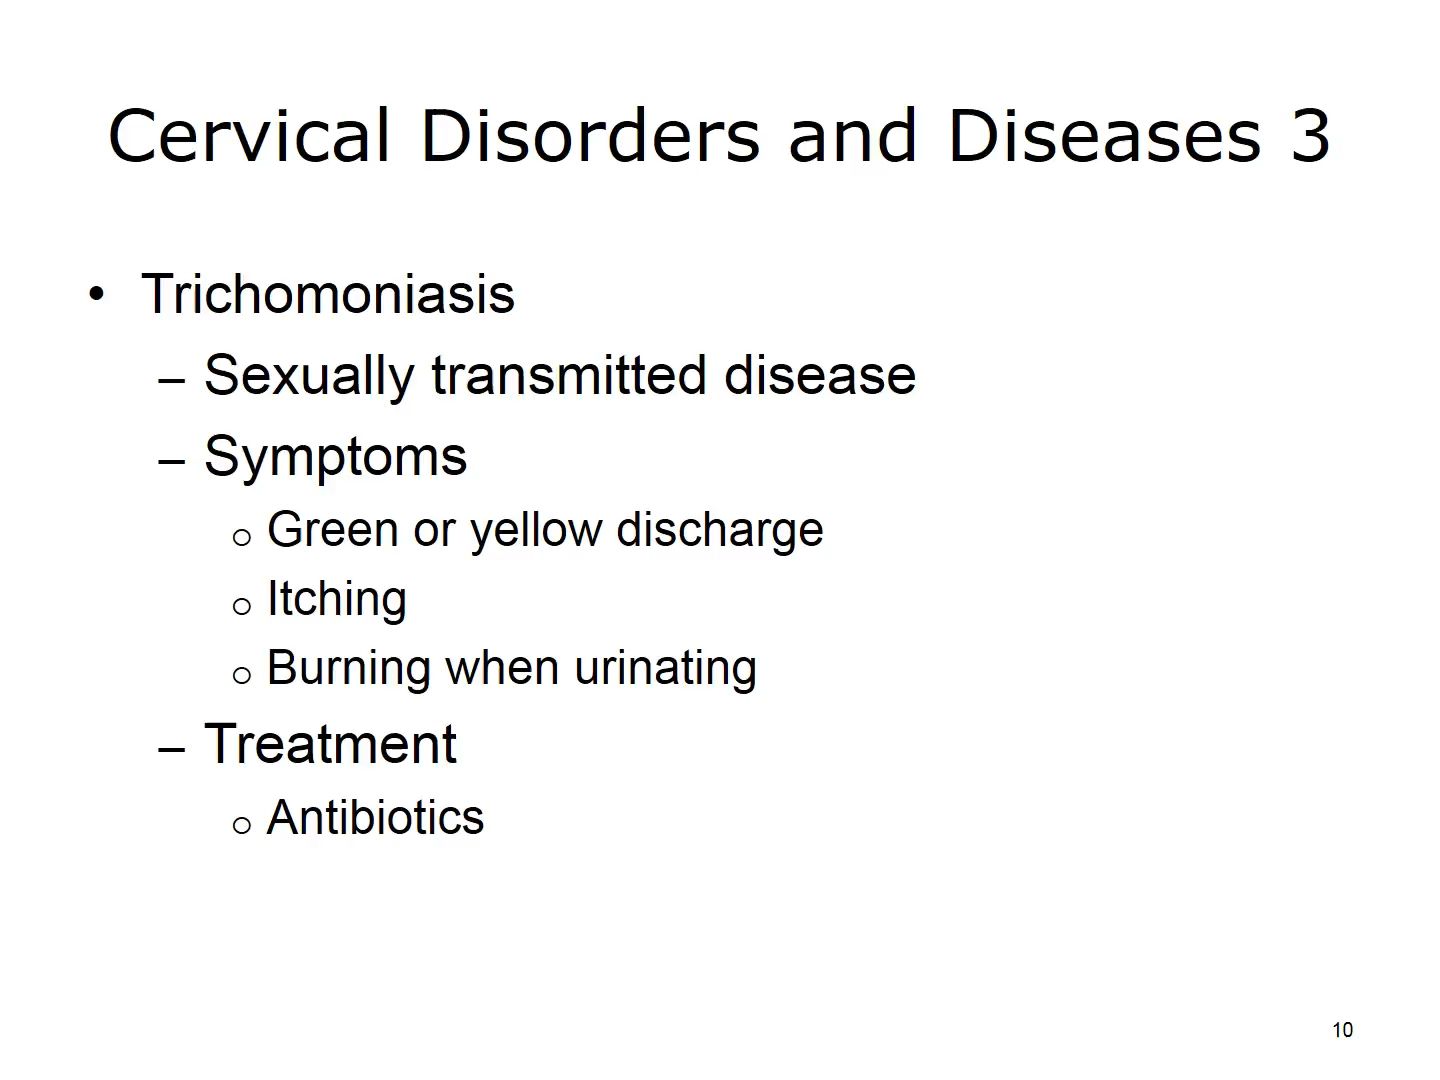 Cervical Disorders and Diseases 3
• Trichomoniasis
– Sexually transmitted disease
– Symptoms
o Green or yellow discharge
o Itching
o Burning when urinating
– Treatment
o Antibiotics
10